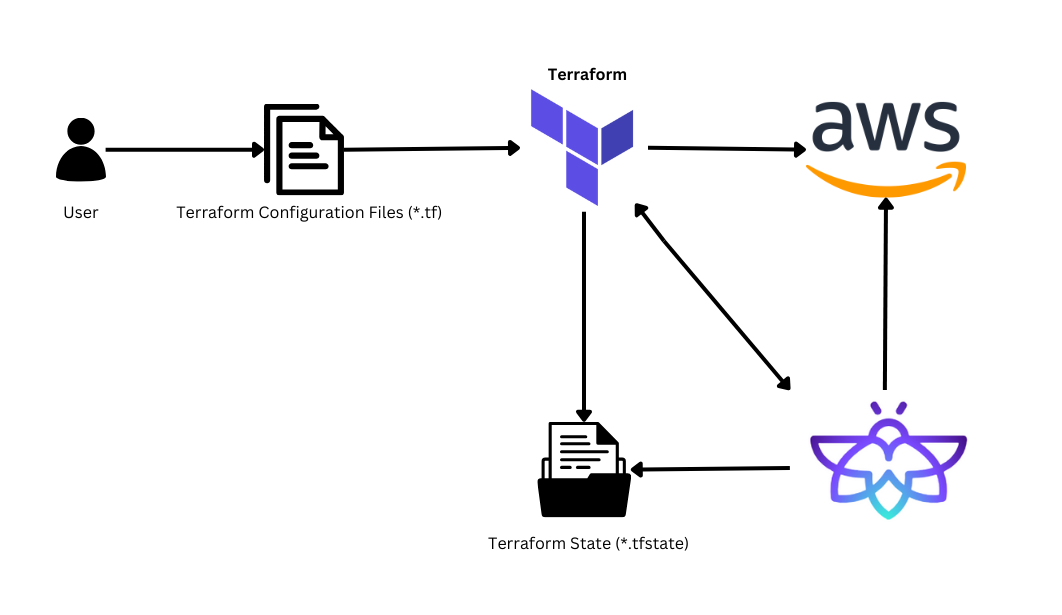 Terraform
aws
User
Terraform Configuration Files (*.tf)
Terraform State (*.tfstate)